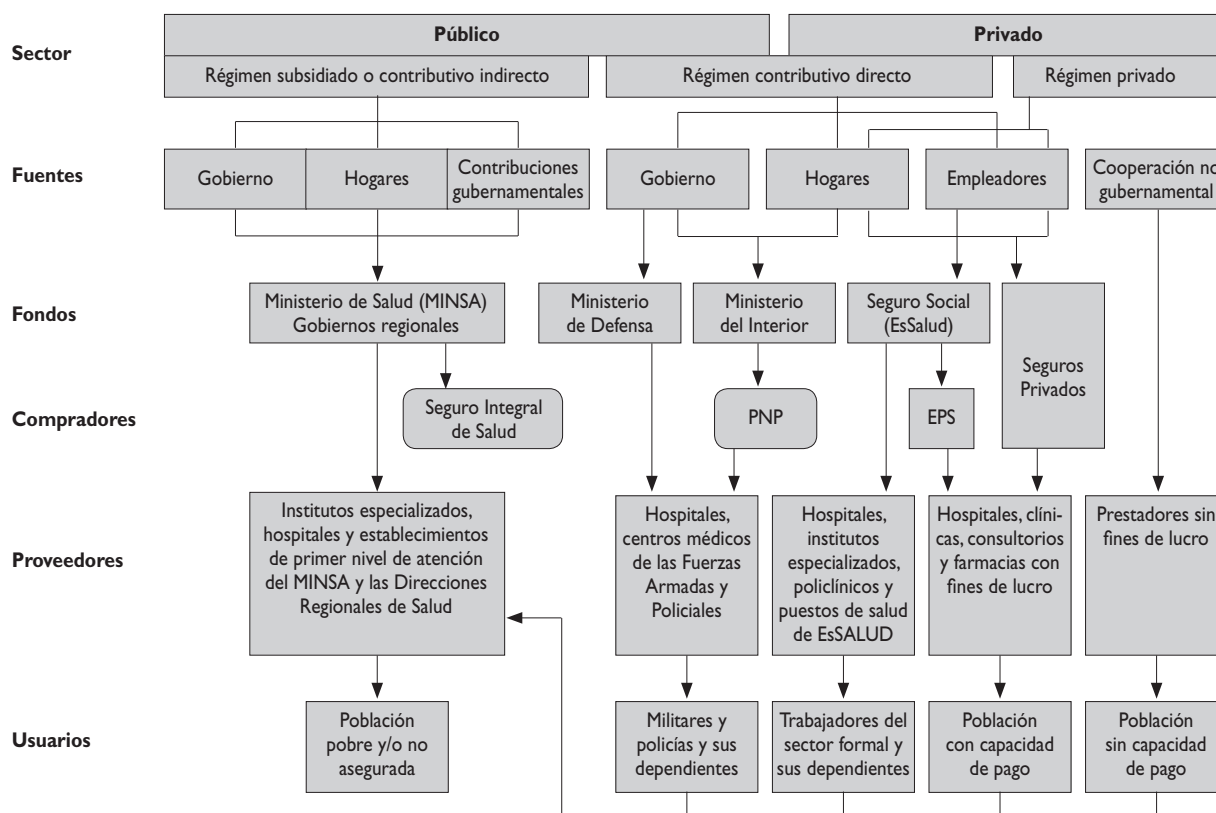 Público
Privado
Sector
Régimen subsidiado o contributivo indirecto
Régimen contributivo directo
Régimen privado
Fuentes
Gobierno
Hogares
Contribuciones
gubernamentales
Gobierno
Hogares
Empleadores
Cooperación no
gubernamental
Fondos
Ministerio de Salud (MINSA)
Gobiernos regionales
Ministerio
de Defensa
Ministerio
del Interior
Seguro Social
(EsSalud)
Seguros
Privados
Compradores
Seguro Integral
de Salud
PNP
EPS
Proveedores
Institutos especializados,
hospitales y establecimientos
de primer nivel de atención
del MINSA y las Direcciones
Regionales de Salud
Hospitales,
centros médicos
de las Fuerzas
Armadas y
Policiales
Hospitales,
institutos
especializados,
policlínicos y
puestos de salud
de EsSALUD
Hospitales, clíni-
cas, consultorios
y farmacias con
fines de lucro
Prestadores sin
fines de lucro
Usuarios
Población
pobre y/o no
asegurada
Militares y
policías y sus
dependientes
Trabajadores del
sector formal y
sus dependientes
Población
con capacidad
de pago
Población
sin capacidad
de pago